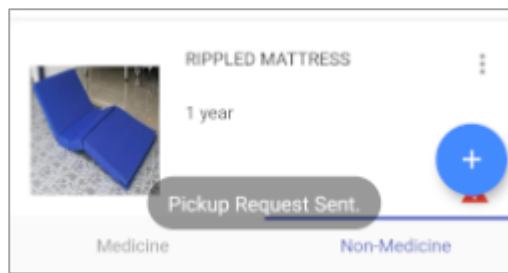 RIPPLED MATTRESS
1 year
Pickup Request Sent.
Medicine
Non-Medicine